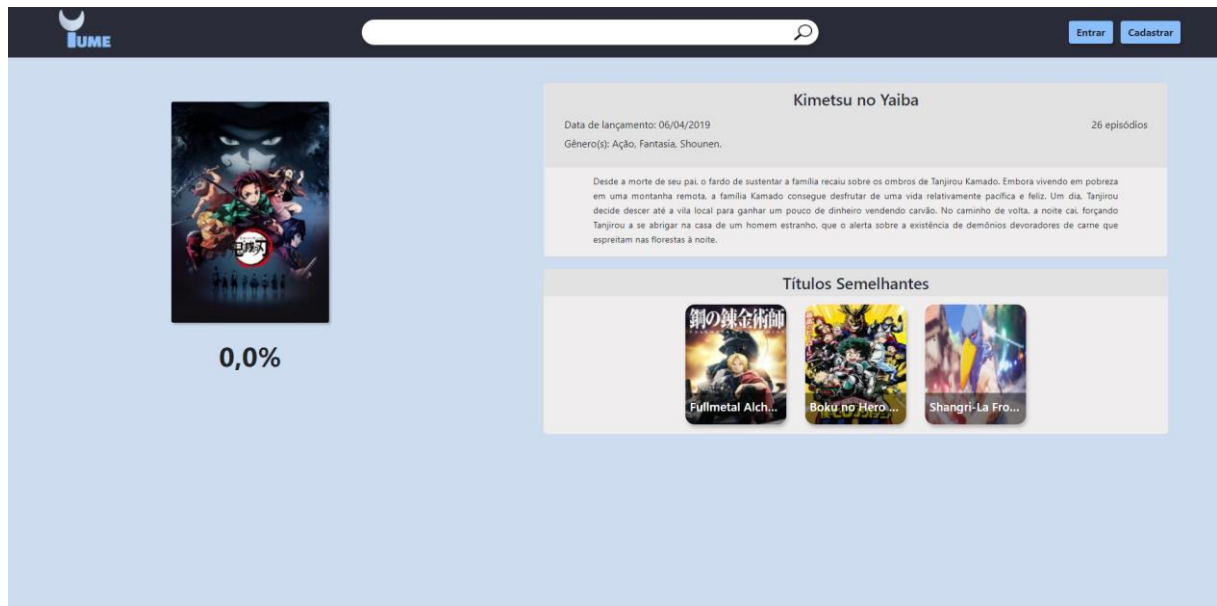 YUME
Entrar
Cadastrar
Kimetsu no Yaiba
Data de lançamento: 06/04/2019
26 episódios
Gênero(s): Ação, Fantasia, Shounen.
Desde a morte de seu pai, o fardo de sustentar a família recaiu sobre os ombros de Tanjirou Kamado. Embora vivendo em pobreza
em uma montanha remota, a família Kamado consegue desfrutar de uma vida relativamente pacífica e feliz. Um dia, Tanjirou
decide descer até a vila local para ganhar um pouco de dinheiro vendendo carvão. No caminho de volta, a noite cai, forçando
Tanjirou a se abrigar na casa de um homem estranho, que o alerta sobre a existência de demônios devoradores de carne que
espreitam nas florestas à noite.
鬼滅之刃
0,0%
Títulos Semelhantes
鋼の錬金術師
Fullmetal Alch...
Boku no Hero ...
Shangri-La Fro...